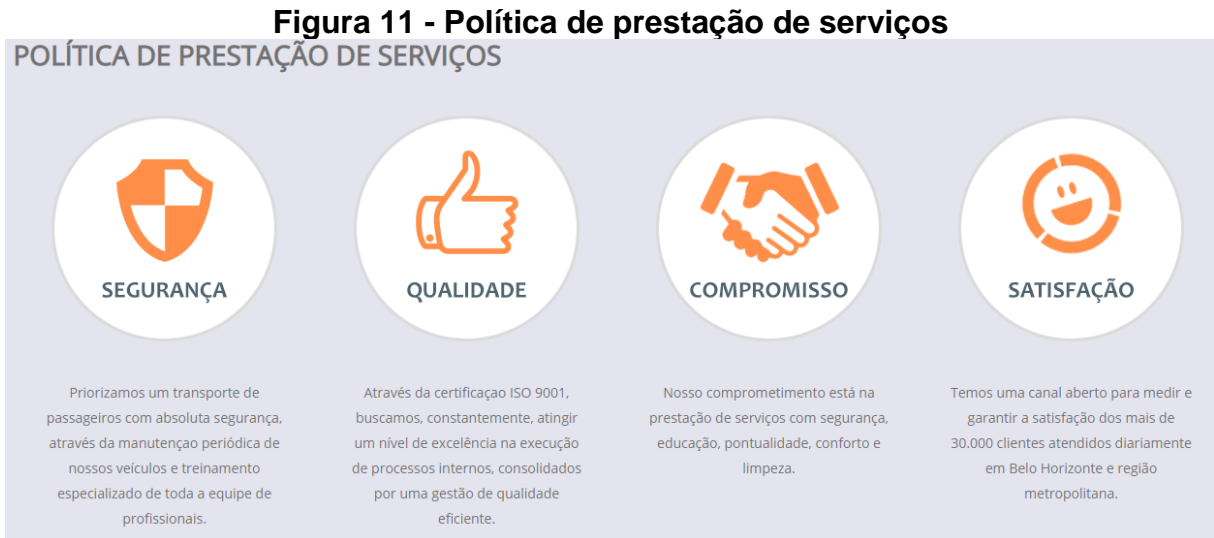 Figura 11 - Política de prestação de serviços
POLÍTICA DE PRESTAÇÃO DE SERVIÇOS
SEGURANÇA
Priorizamos um transporte de
passageiros com absoluta segurança,
através da manutençao periódica de
nossos veículos e treinamento
especializado de toda a equipe de
profissionais.
QUALIDADE
Através da certificaçao ISO 9001,
buscamos, constantemente, atingir
um nível de excelência na execução
de processos internos, consolidados
por uma gestão de qualidade
eficiente.
COMPROMISSO
Nosso comprometimento está na
prestação de serviços com segurança,
educação, pontualidade, conforto e
limpeza.
SATISFAÇÃO
Temos uma canal aberto para medir e
garantir a satisfação dos mais de
30.000 clientes atendidos diariamente
em Belo Horizonte e região
metropolitana.